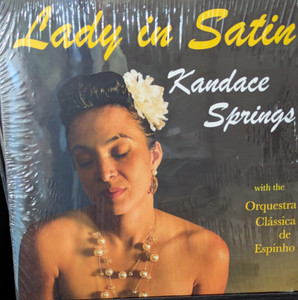 Lady in Satin
Kandace
Springs
with the
Orquestra
Clássica
de
Espinho